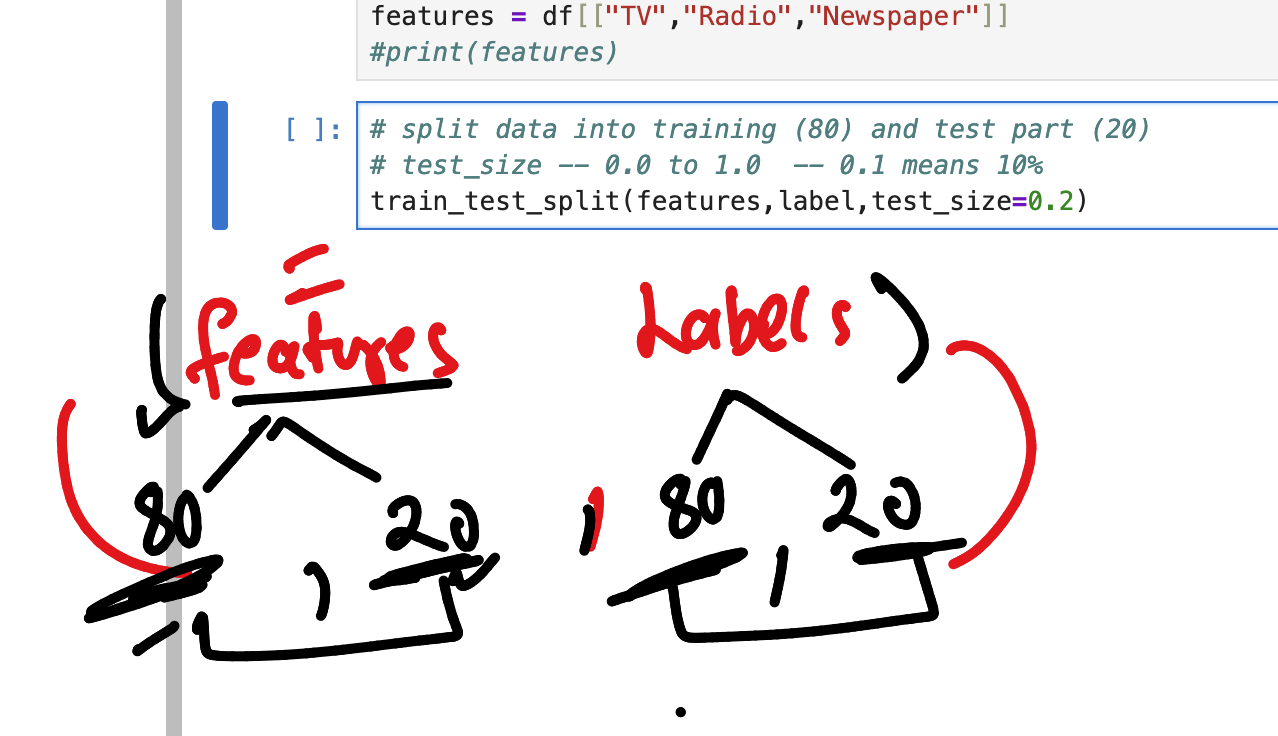 features = df[["TV","Radio","Newspaper"]]
#print(features)
[ ]:
# split data into training (80) and test part (20)
# test_size -- 0.0 to 1.0  -- 0.1 means 10%
train_test_split(features,label,test_size=0.2)
features Labels )
80 , 20 , 80 , 20